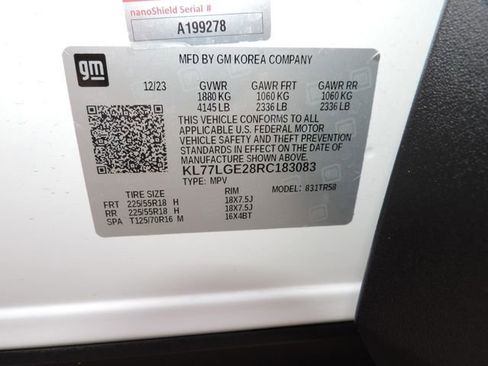 nanoShield Serial #
A199278
gm
MFD BY GM KOREA COMPANY
12/23 GVWR GAWR FRT GAWR RR
1880 KG 1060 KG 1060 KG
4145 LB 2336 LB 2336 LB
THIS VEHICLE CONFORMS TO ALL
APPLICABLE U.S. FEDERAL MOTOR
VEHICLE SAFETY AND THEFT PREVENTION
STANDARDS IN EFFECT ON THE DATE OF
MANUFACTURE SHOWN ABOVE.
KL77LGE28RC183083
TYPE: MPV MODEL: 831TR58
TIRE SIZE RIM
FRT 225/55R18 H 18X7.5J
RR 225/55R18 H 18X7.5J
SPA T125/70R16 M 16X4BT